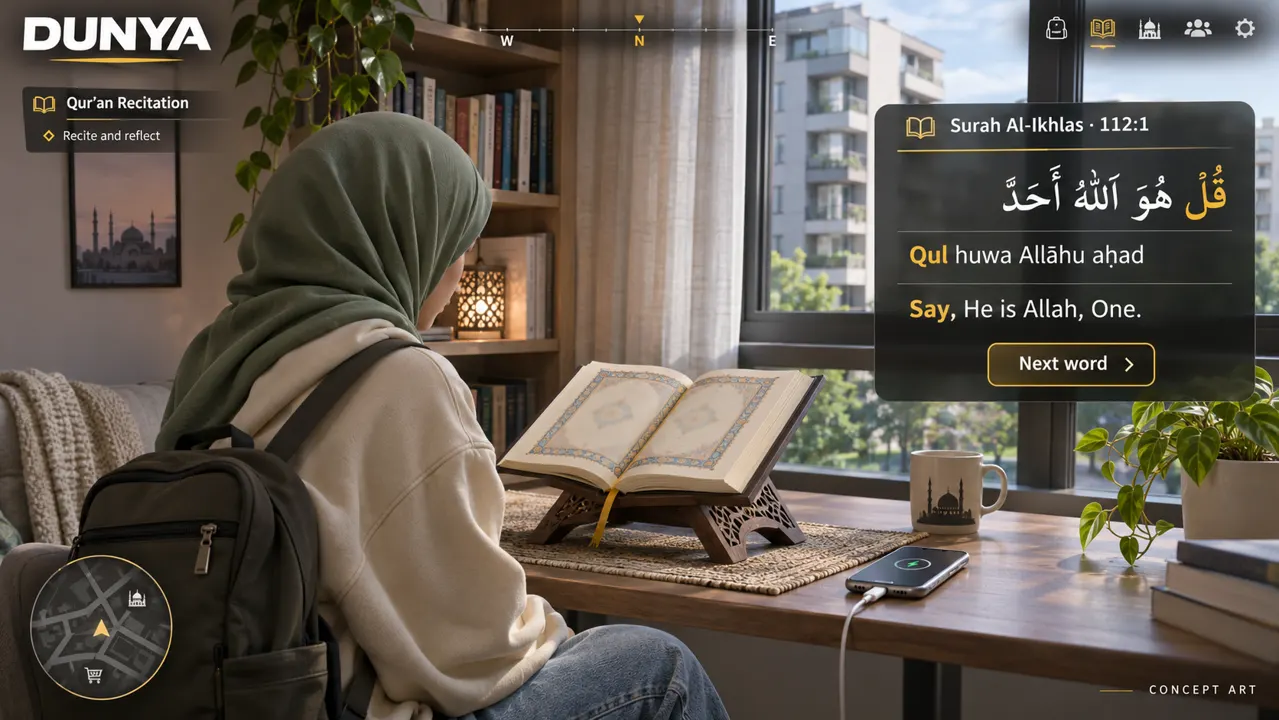 DUNYA
W N E
Qur'an Recitation
Recite and reflect
Surah Al-Ikhlas · 112:1
قُلْ هُوَ اَللّٰهُ أَحَدَّ
Qul huwa Allāhu aḥad
Say, He is Allah, One.
Next word
CONCEPT ART